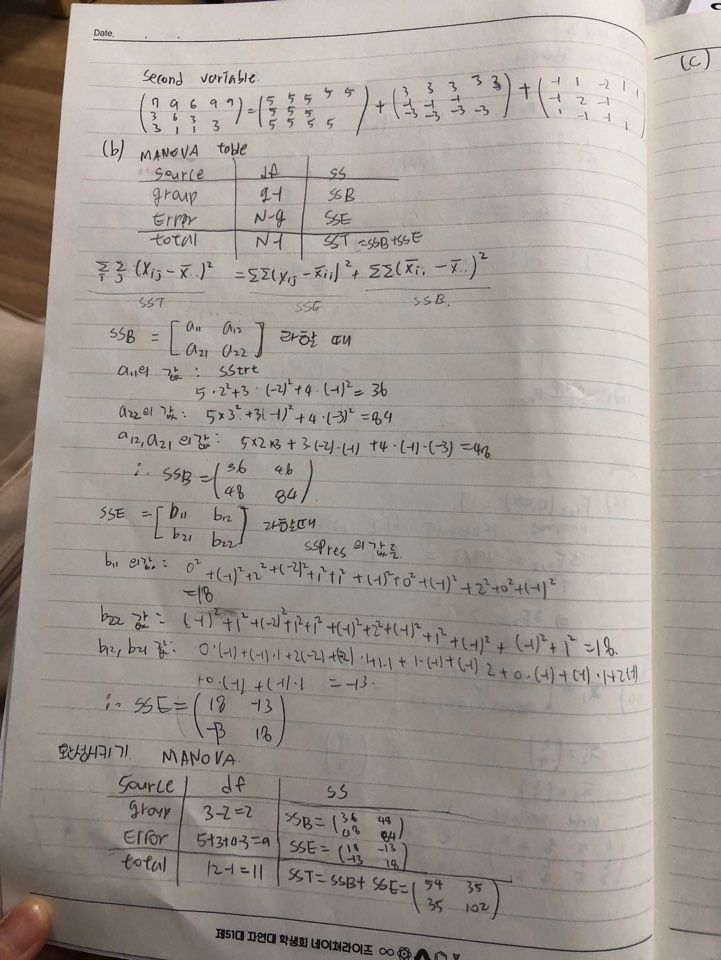 Date. . . .
(C)
second variable
(7 9 6 9 9 = (5 5 5 5 5 + (3 3 3 3 3 + (-1 1 -2 1 1
3 6 3 5 5 5 -1 -1 -1 -1 2 -1
3 1 1 3) 5 5 5 5) -3 -3 -3 -3) 1 -1 -1 1)
(b) MANOVA table
Source df SS
group g-1 SSB
Error N-g SSE
total N-1 SST =SSB+SSE
ΣΣ (Xij - x̄..)² = ΣΣ(Xij - x̄i.)² + ΣΣ(x̄i. - x̄..)²
SST SSE SSB.
SSB = [a11 a12
a21 a22] 라할 때
a11의 값 : SStrt
5·2²+3·(-2)²+4·(-1)²=36
a22의 값: 5×3²+3(-1)²+4·(-3)²=84
a12, a21 의값: 5×2×3+3·(-2)·(-1)+4·(-1)·(-3)=48
∴ SSB=(36 48
48 84).
SSE = [b11 b12
b21 b22] 라할때
SSPres 의값들
b11 의값: 0²+(-1)²+2²+(-2)²+1²+1²+(-1)²+0²+(-1)²+2²+0²+(-1)²
=18
b22 값: (-1)²+1²+(-2)²+1²+1²+(-1)²+2²+(-1)²+1²+(-1)²+(-1)²+1²=18.
b12, b21 값: 0·(-1)+(-1)·1+2(-2)+(-2)·1+1·1+1·(-1)+(-1)·2+0·(-1)+(-1)·1+2(-1)
+0·(-1)+(-1)·1 =-13.
∴ SSE=(18 -13
-13 18)
완성시키기. MANOVA.
Source df SS
group 3-2=2 SSB=(36 48
48 84)
Error 5+3+4-3=9 SSE=(18 -13
-13 18)
total 12-1=11 SST=SSB+SSE=(54 35
35 102)
제51대 자연대 학생회 네이쳐라이즈